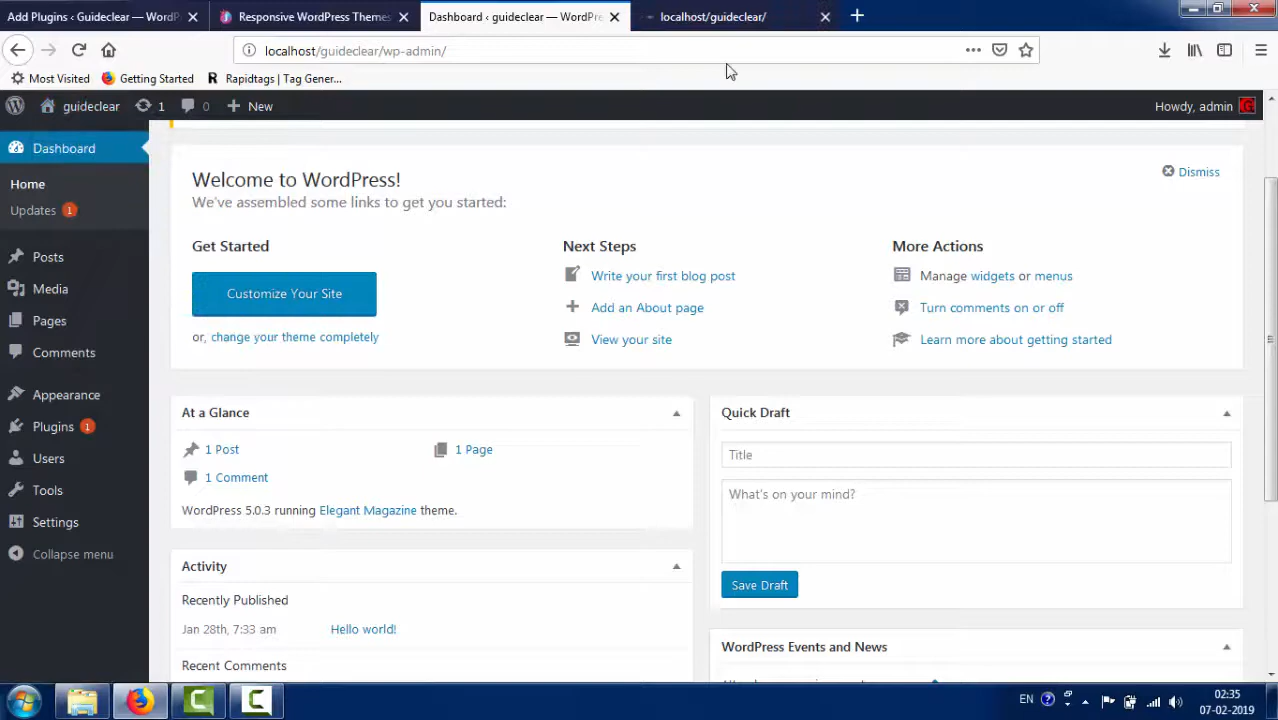 Add Plugins ‹ Guideclear — WordP
Responsive WordPress Themes
Dashboard ‹ guideclear — WordPre
localhost/guideclear/
localhost/guideclear/wp-admin/
Most Visited
Getting Started
Rapidtags | Tag Gener...
guideclear
1
0
New
Howdy, admin
Dashboard
Home
Updates 1
Posts
Media
Pages
Comments
Appearance
Plugins 1
Users
Tools
Settings
Collapse menu
Welcome to WordPress!
We've assembled some links to get you started:
Dismiss
Get Started
Customize Your Site
or, change your theme completely
Next Steps
Write your first blog post
Add an About page
View your site
More Actions
Manage widgets or menus
Turn comments on or off
Learn more about getting started
At a Glance
1 Post
1 Page
1 Comment
WordPress 5.0.3 running Elegant Magazine theme.
Activity
Recently Published
Jan 28th, 7:33 am
Hello world!
Recent Comments
Quick Draft
Title
What's on your mind?
Save Draft
WordPress Events and News
EN
02:35
07-02-2019